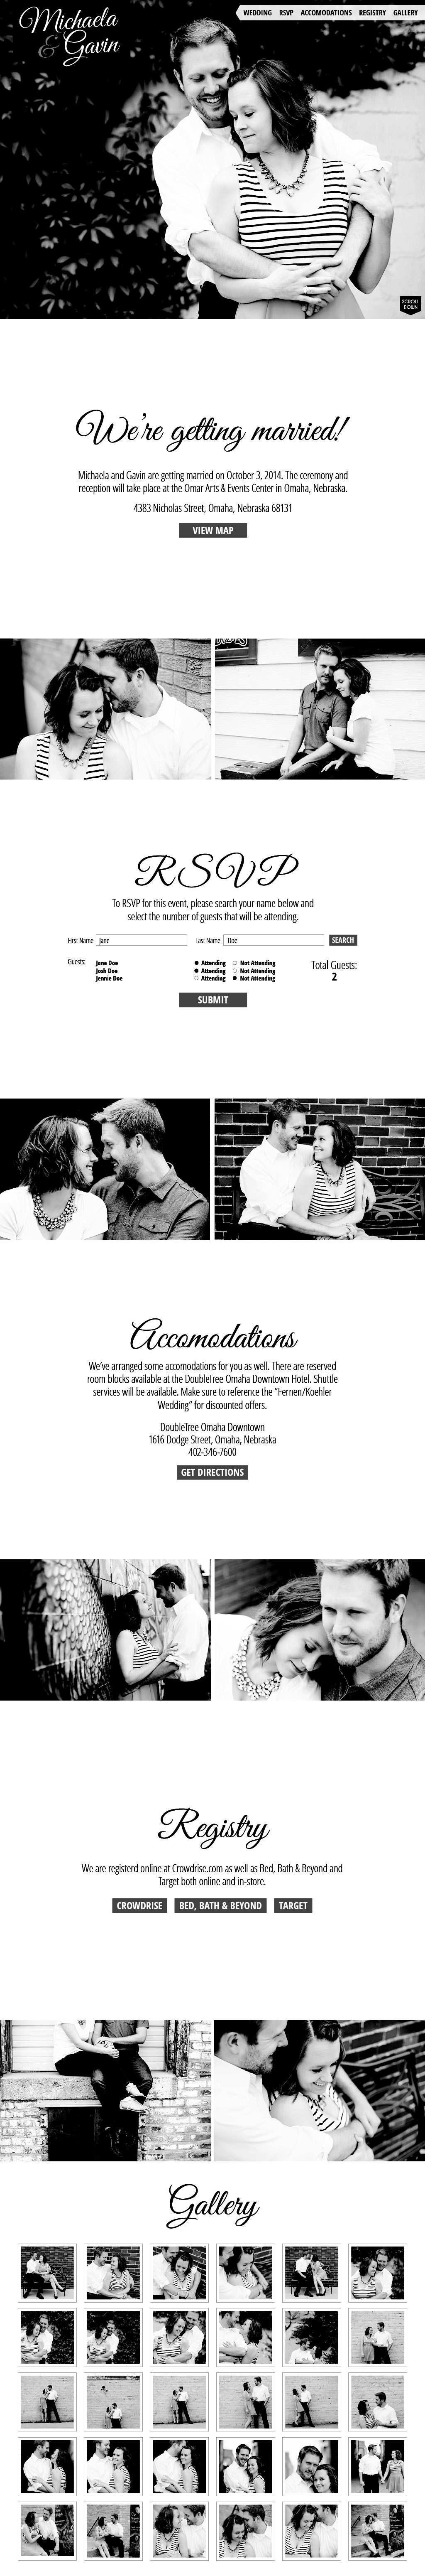 Michaela
& Gavin
WEDDING RSVP ACCOMODATIONS REGISTRY GALLERY
SCROLL
DOWN
We're getting married!
Michaela and Gavin are getting married on October 3, 2014. The ceremony and
reception will take place at the Omar Arts & Events Center in Omaha, Nebraska.
4383 Nicholas Street, Omaha, Nebraska 68131
VIEW MAP
RSVP
To RSVP for this event, please search your name below and
select the number of guests that will be attending.
First Name Jane Last Name Doe SEARCH
Guests: Jane Doe Attending Not Attending
Josh Doe Attending Not Attending
Jennie Doe Attending Not Attending
Total Guests:
2
SUBMIT
Accomodations
We've arranged some accomodations for you as well. There are reserved
room blocks available at the DoubleTree Omaha Downtown Hotel. Shuttle
services will be available. Make sure to reference the "Fernen/Koehler
Wedding" for discounted offers.
DoubleTree Omaha Downtown
1616 Dodge Street, Omaha, Nebraska
402-346-7600
GET DIRECTIONS
Registry
We are registerd online at Crowdrise.com as well as Bed, Bath & Beyond and
Target both online and in-store.
CROWDRISE BED, BATH & BEYOND TARGET
Gallery